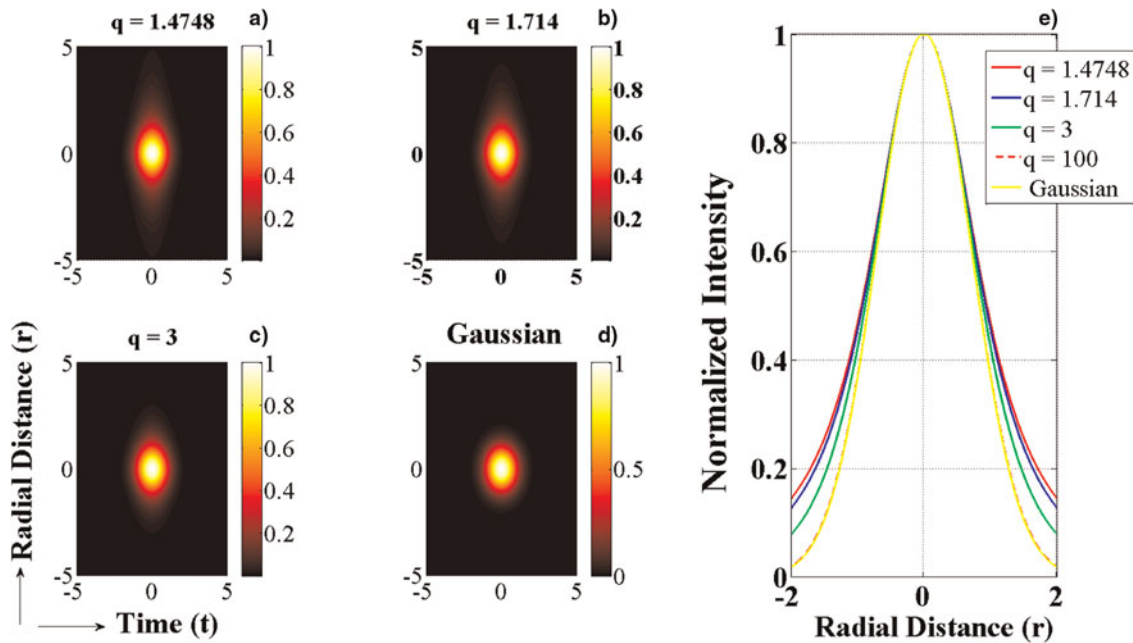 q = 1.4748
a)
5
0
-5
-5
0
5
1
0.8
0.6
0.4
0.2
q = 1.714
b)
5
0
-5
-5
0
5
1
0.8
0.6
0.4
0.2
q = 3
c)
5
0
-5
-5
0
5
1
0.8
0.6
0.4
0.2
Gaussian
d)
5
0
-5
-5
0
5
1
0.5
0
Radial Distance (r)
Time (t)
e)
1
0.8
0.6
0.4
0.2
0
-2
0
2
Normalized Intensity
Radial Distance (r)
q = 1.4748
q = 1.714
q = 3
q = 100
Gaussian